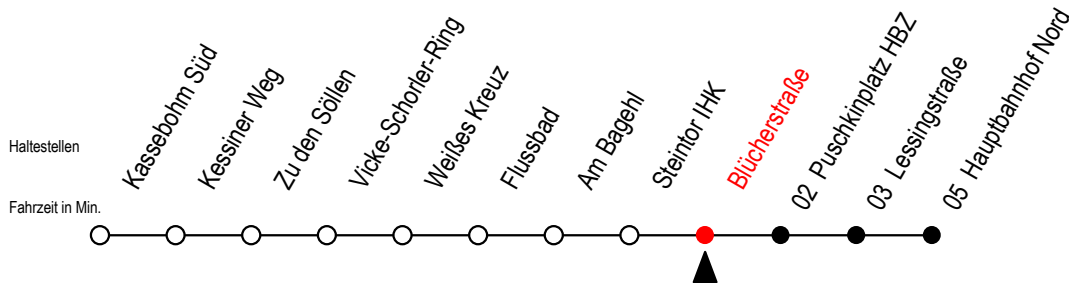 Haltestellen
Fahrzeit in Min.
Kassebohm Süd
Kessiner Weg
Zu den Söllen
Vicke-Schorler-Ring
Weißes Kreuz
Flussbad
Am Bagehl
Steintor IHK
Blücherstraße
02 Puschkinplatz HBZ
03 Lessingstraße
05 Hauptbahnhof Nord